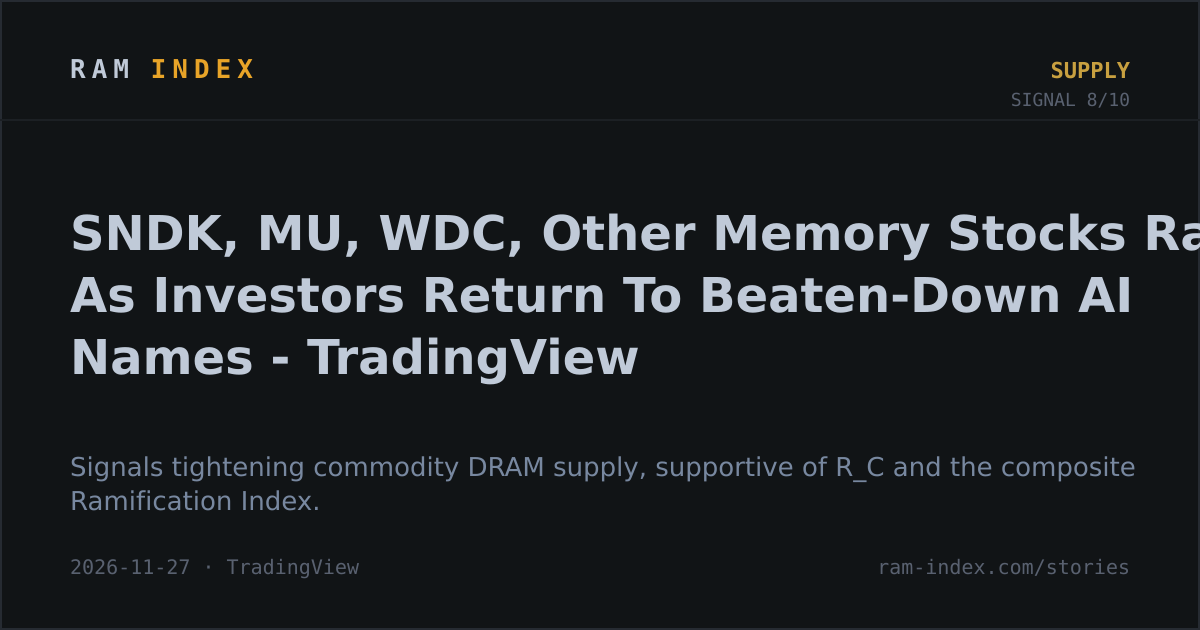 RAM INDEX
SUPPLY
SIGNAL 8/10
SNDK, MU, WDC, Other Memory Stocks
As Investors Return To Beaten-Down AI
Names - TradingView
Signals tightening commodity DRAM supply, supportive of R_C and the composite
Ramification Index.
2026-11-27 · TradingView
ram-index.com/stories